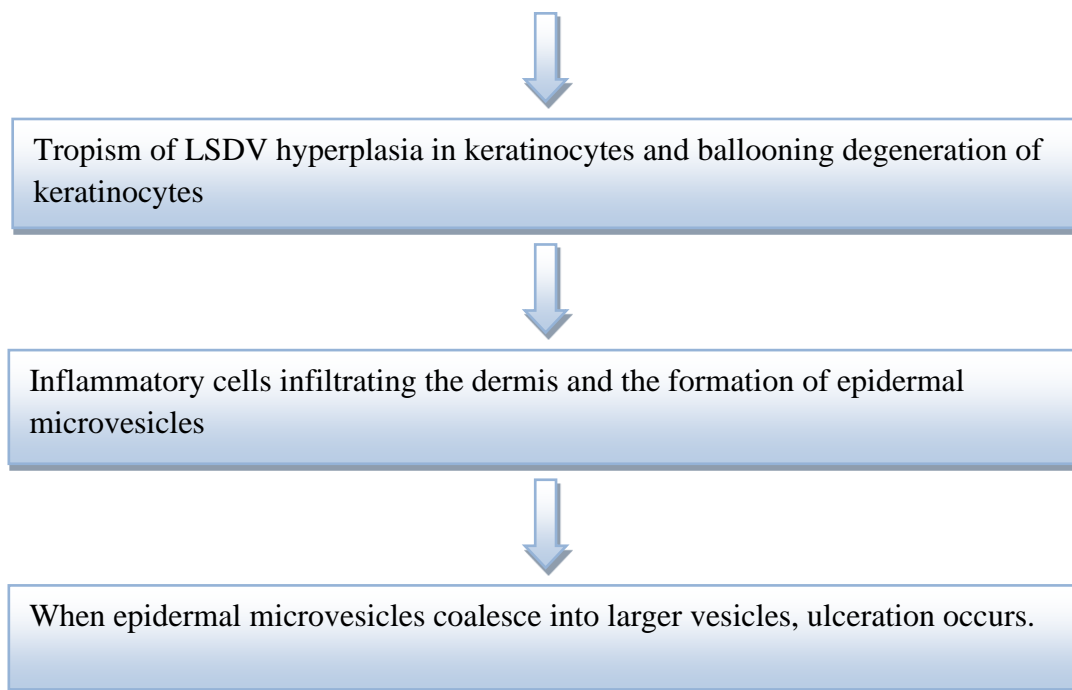 Tropism of LSDV hyperplasia in keratinocytes and ballooning degeneration of
keratinocytes
Inflammatory cells infiltrating the dermis and the formation of epidermal
microvesicles
When epidermal microvesicles coalesce into larger vesicles, ulceration occurs.